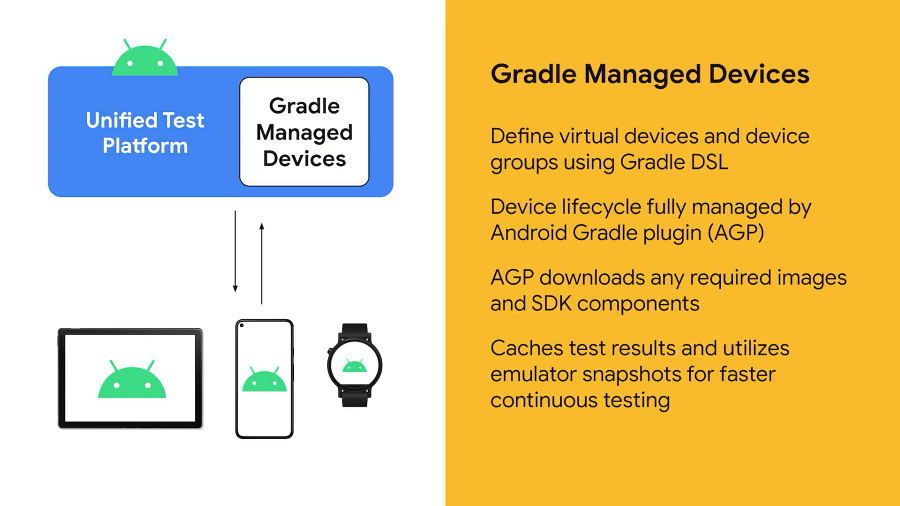 Unified Test
Platform
Gradle
Managed
Devices
Gradle Managed Devices
Define virtual devices and device
groups using Gradle DSL
Device lifecycle fully managed by
Android Gradle plugin (AGP)
AGP downloads any required images
and SDK components
Caches test results and utilizes
emulator snapshots for faster
continuous testing